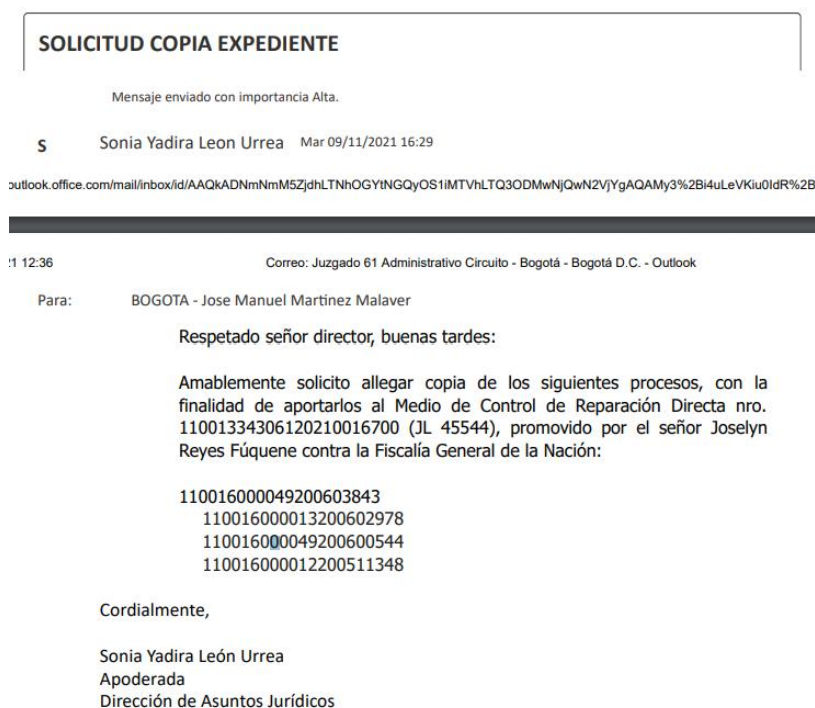 SOLICITUD COPIA EXPEDIENTE
Mensaje enviado con importancia Alta.
S Sonia Yadira Leon Urrea Mar 09/11/2021 16:29
outlook.office.com/mail/inbox/id/AAQkADNmNmM5ZjdhLTNhOGYtNGQyOS1iMTVhLTQ3ODMwNjQwN2VjYgAQAMy3%2Bi4uLeVKiu0IdR%2B
21 12:36 Correo: Juzgado 61 Administrativo Circuito - Bogotá - Bogotá D.C. - Outlook
Para: BOGOTA - Jose Manuel Martinez Malaver
Respetado señor director, buenas tardes:
Amablemente solicito allegar copia de los siguientes procesos, con la
finalidad de aportarlos al Medio de Control de Reparación Directa nro.
11001334306120210016700 (JL 45544), promovido por el señor Joselyn
Reyes Fúquene contra la Fiscalía General de la Nación:
110016000049200603843
110016000013200602978
110016000049200600544
110016000012200511348
Cordialmente,
Sonia Yadira León Urrea
Apoderada
Dirección de Asuntos Jurídicos